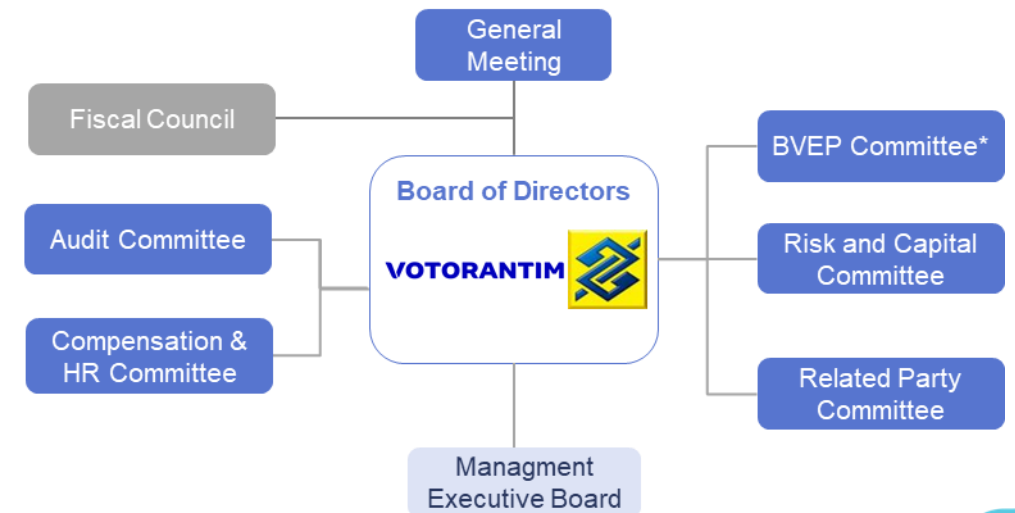 General
Meeting
Fiscal Council
BVEP Committee*
Board of Directors
Audit Committee
VOTORANTIM
Risk and Capital
Committee
Compensation &
HR Committee
Related Party
Committee
Managment
Executive Board